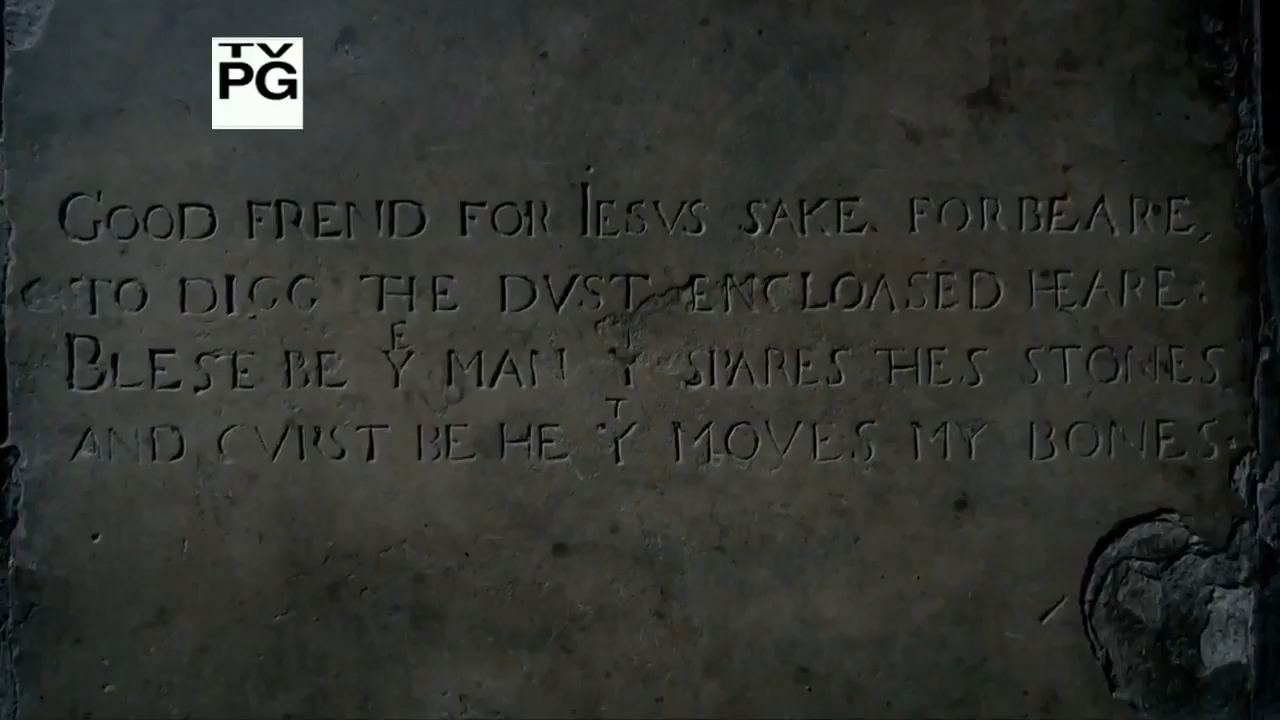 TV
PG
GOOD FREND FOR IESVS SAKE FORBEARE,
TO DIGG THE DVST ENCLOASED HEARE:
BLESE BE Yᴱ MAN Yᵀ SPARES THES STONES
AND CVRST BE HE Yᵀ MOVES MY BONES.